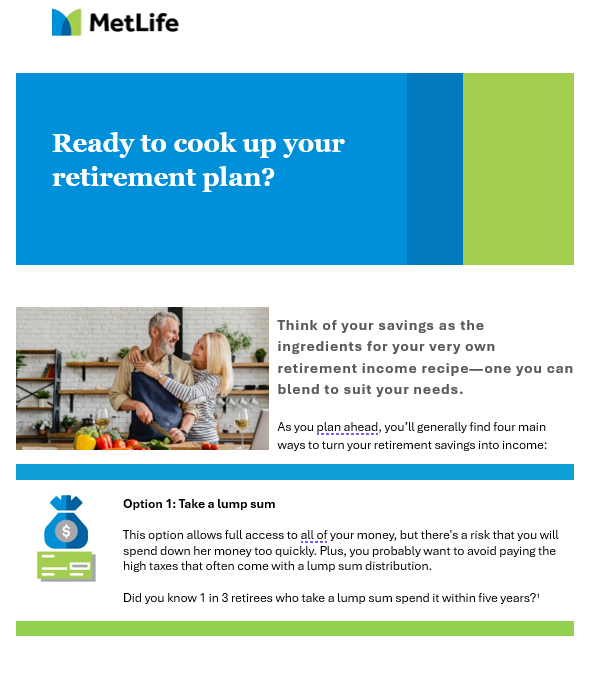 MetLife
Ready to cook up your
retirement plan?
Think of your savings as the
ingredients for your very own
retirement income recipe—one you can
blend to suit your needs.
As you plan ahead, you'll generally find four main
ways to turn your retirement savings into income:
Option 1: Take a lump sum
This option allows full access to all of your money, but there's a risk that you will
spend down her money too quickly. Plus, you probably want to avoid paying the
high taxes that often come with a lump sum distribution.
Did you know 1 in 3 retirees who take a lump sum spend it within five years?¹
$